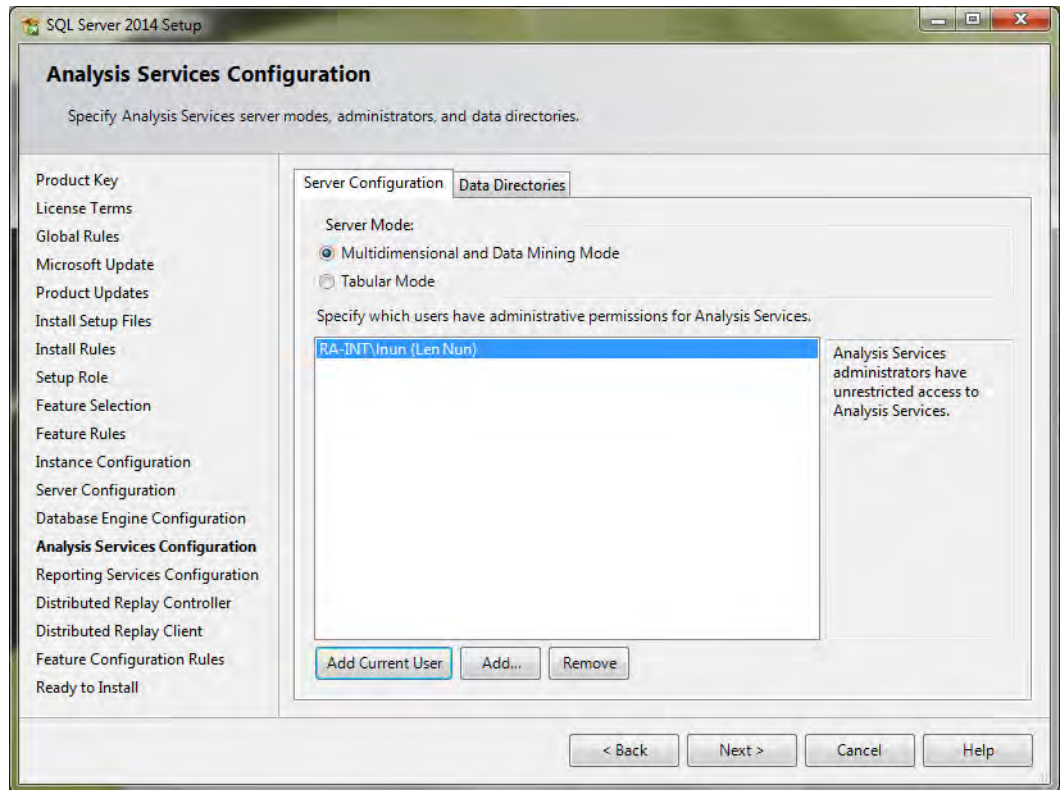 SQL Server 2014 Setup
Analysis Services Configuration
Specify Analysis Services server modes, administrators, and data directories.
Product Key
License Terms
Global Rules
Microsoft Update
Product Updates
Install Setup Files
Install Rules
Setup Role
Feature Selection
Feature Rules
Instance Configuration
Server Configuration
Database Engine Configuration
Analysis Services Configuration
Reporting Services Configuration
Distributed Replay Controller
Distributed Replay Client
Feature Configuration Rules
Ready to Install
Server Configuration
Data Directories
Server Mode:
Multidimensional and Data Mining Mode
Tabular Mode
Specify which users have administrative permissions for Analysis Services.
RA-INT\lnun (Len Nun)
Analysis Services
administrators have
unrestricted access to
Analysis Services.
Add Current User
Add...
Remove
< Back
Next >
Cancel
Help